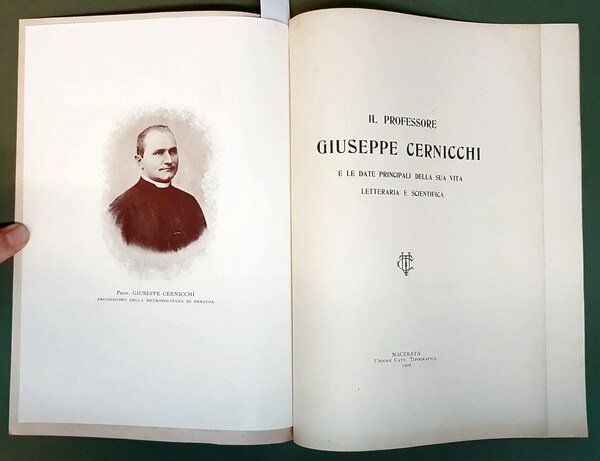 Prof. GIUSEPPE CERNICCHI
ARCIDIACONO DELLA METROPOLITANA DI PERUGIA
IL PROFESSORE
GIUSEPPE CERNICCHI
E LE DATE PRINCIPALI DELLA SUA VITA
LETTERARIA E SCIENTIFICA
MACERATA
Unione Catt. Tipografica
1907